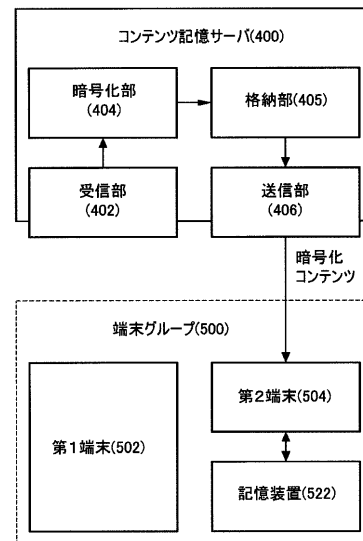 コンテンツ記憶サーバ(400)
暗号化部
(404)
格納部(405)
受信部
(402)
送信部
(406)
暗号化
コンテンツ
端末グループ(500)
第1端末(502)
第2端末(504)
記憶装置(522)